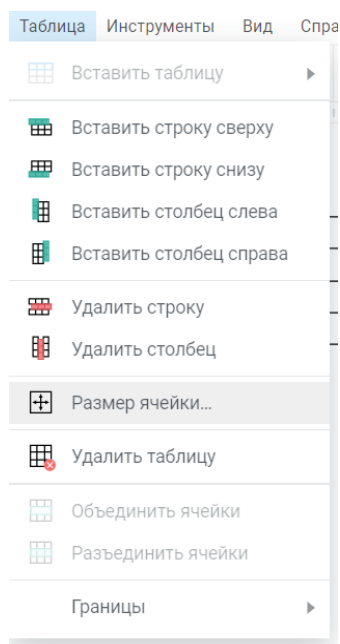 Таблица Инструменты Вид Спра
Вставить таблицу
Вставить строку сверху
Вставить строку снизу
Вставить столбец слева
Вставить столбец справа
Удалить строку
Удалить столбец
Размер ячейки...
Удалить таблицу
Объединить ячейки
Разъединить ячейки
Границы